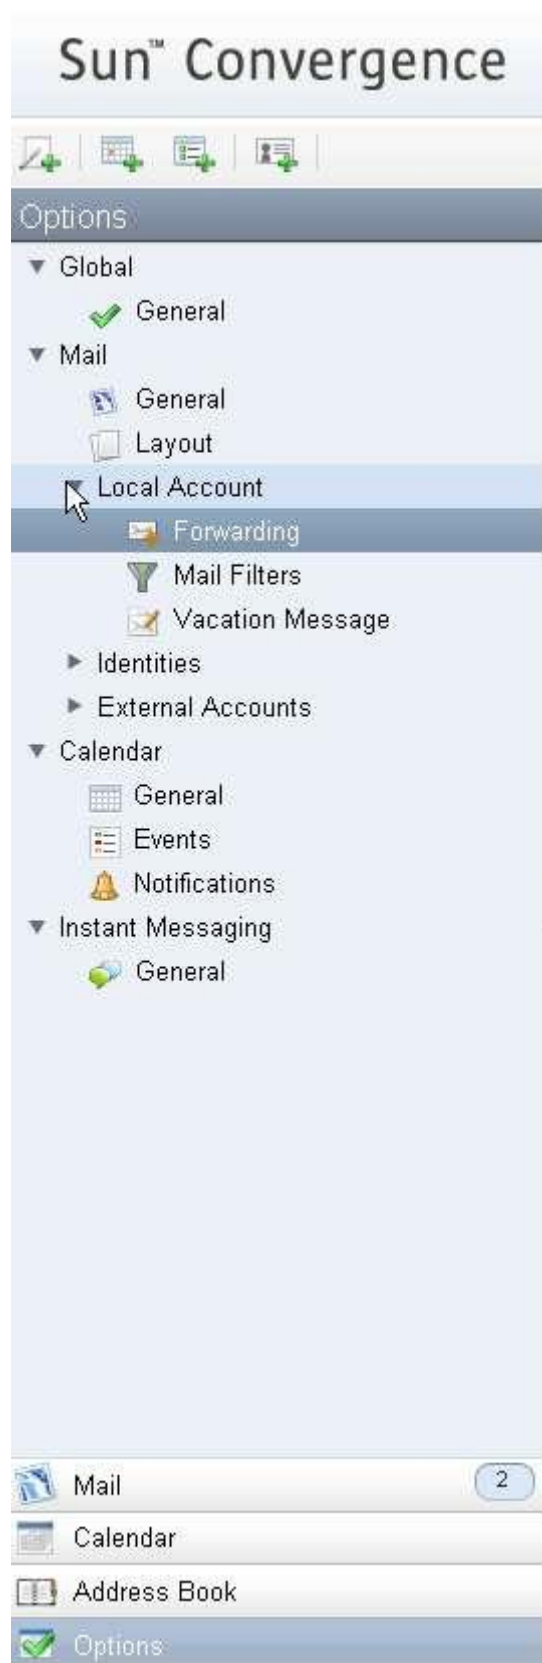 Sun™ Convergence
Options
Global
General
Mail
General
Layout
Local Account
Forwarding
Mail Filters
Vacation Message
Identities
External Accounts
Calendar
General
Events
Notifications
Instant Messaging
General
Mail 2
Calendar
Address Book
Options